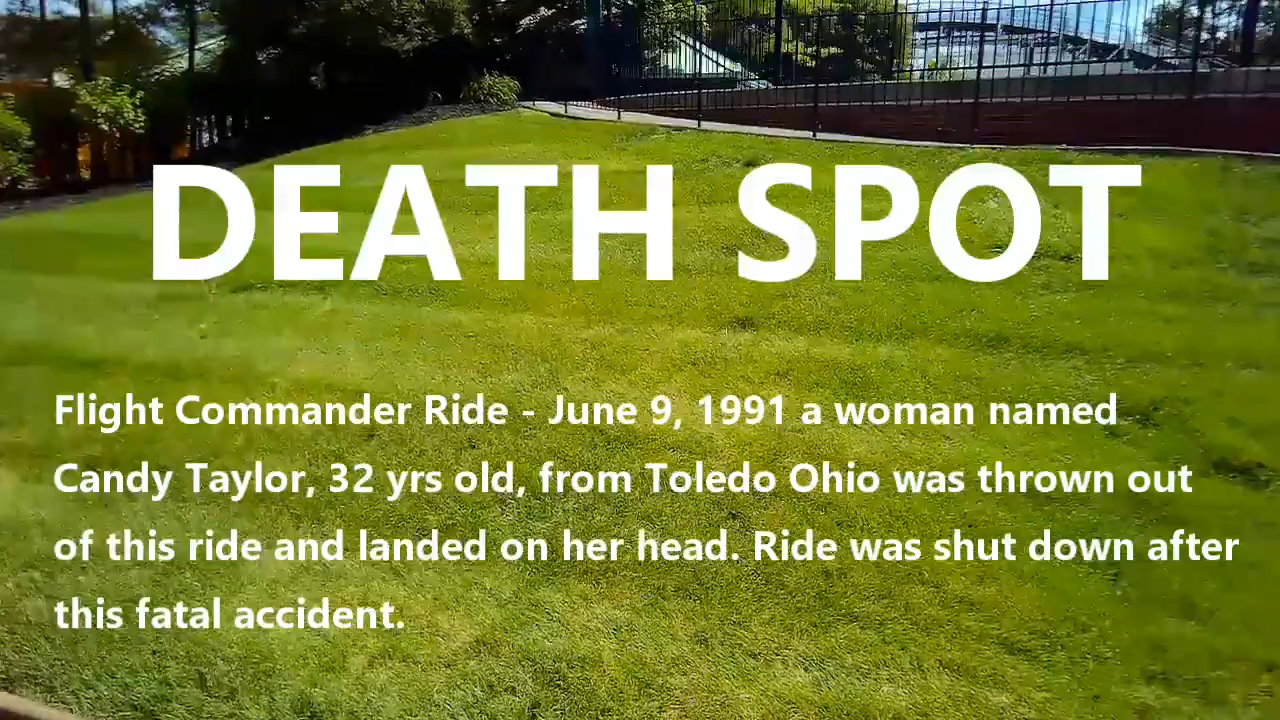 DEATH SPOT
Flight Commander Ride - June 9, 1991 a woman named
Candy Taylor, 32 yrs old, from Toledo Ohio was thrown out
of this ride and landed on her head. Ride was shut down after
this fatal accident.